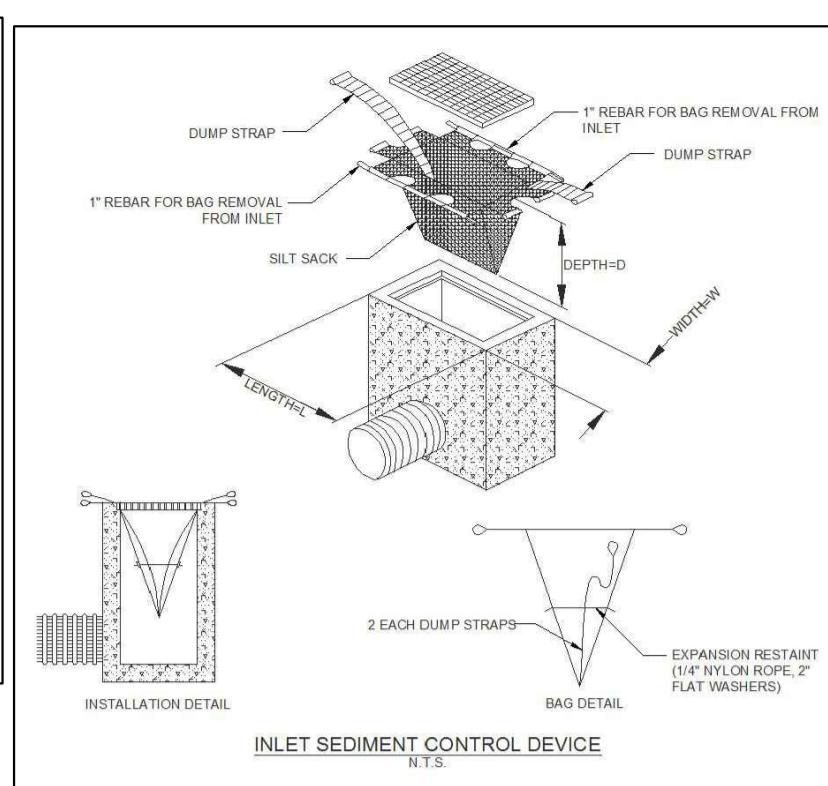 DUMP STRAP
1" REBAR FOR BAG REMOVAL FROM
INLET
DUMP STRAP
1" REBAR FOR BAG REMOVAL
FROM INLET
SILT SACK
DEPTH=D
WIDTH=W
LENGTH=L
2 EACH DUMP STRAPS
EXPANSION RESTAINT
(1/4" NYLON ROPE, 2"
FLAT WASHERS)
INSTALLATION DETAIL
BAG DETAIL
INLET SEDIMENT CONTROL DEVICE
N.T.S.